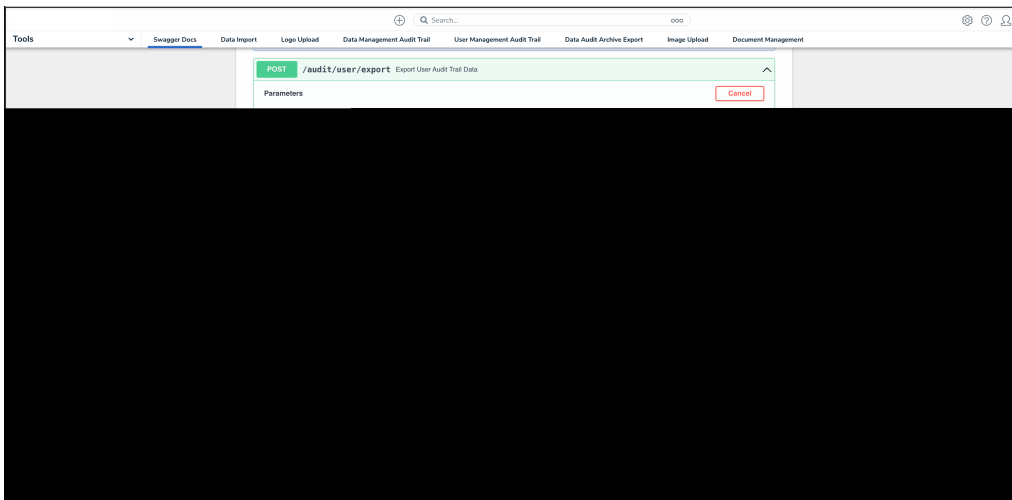 Search... ooo
Tools Swagger Docs Data Import Logo Upload Data Management Audit Trail User Management Audit Trail Data Audit Archive Export Image Upload Document Management
POST /audit/user/export Export User Audit Trail Data
Parameters Cancel